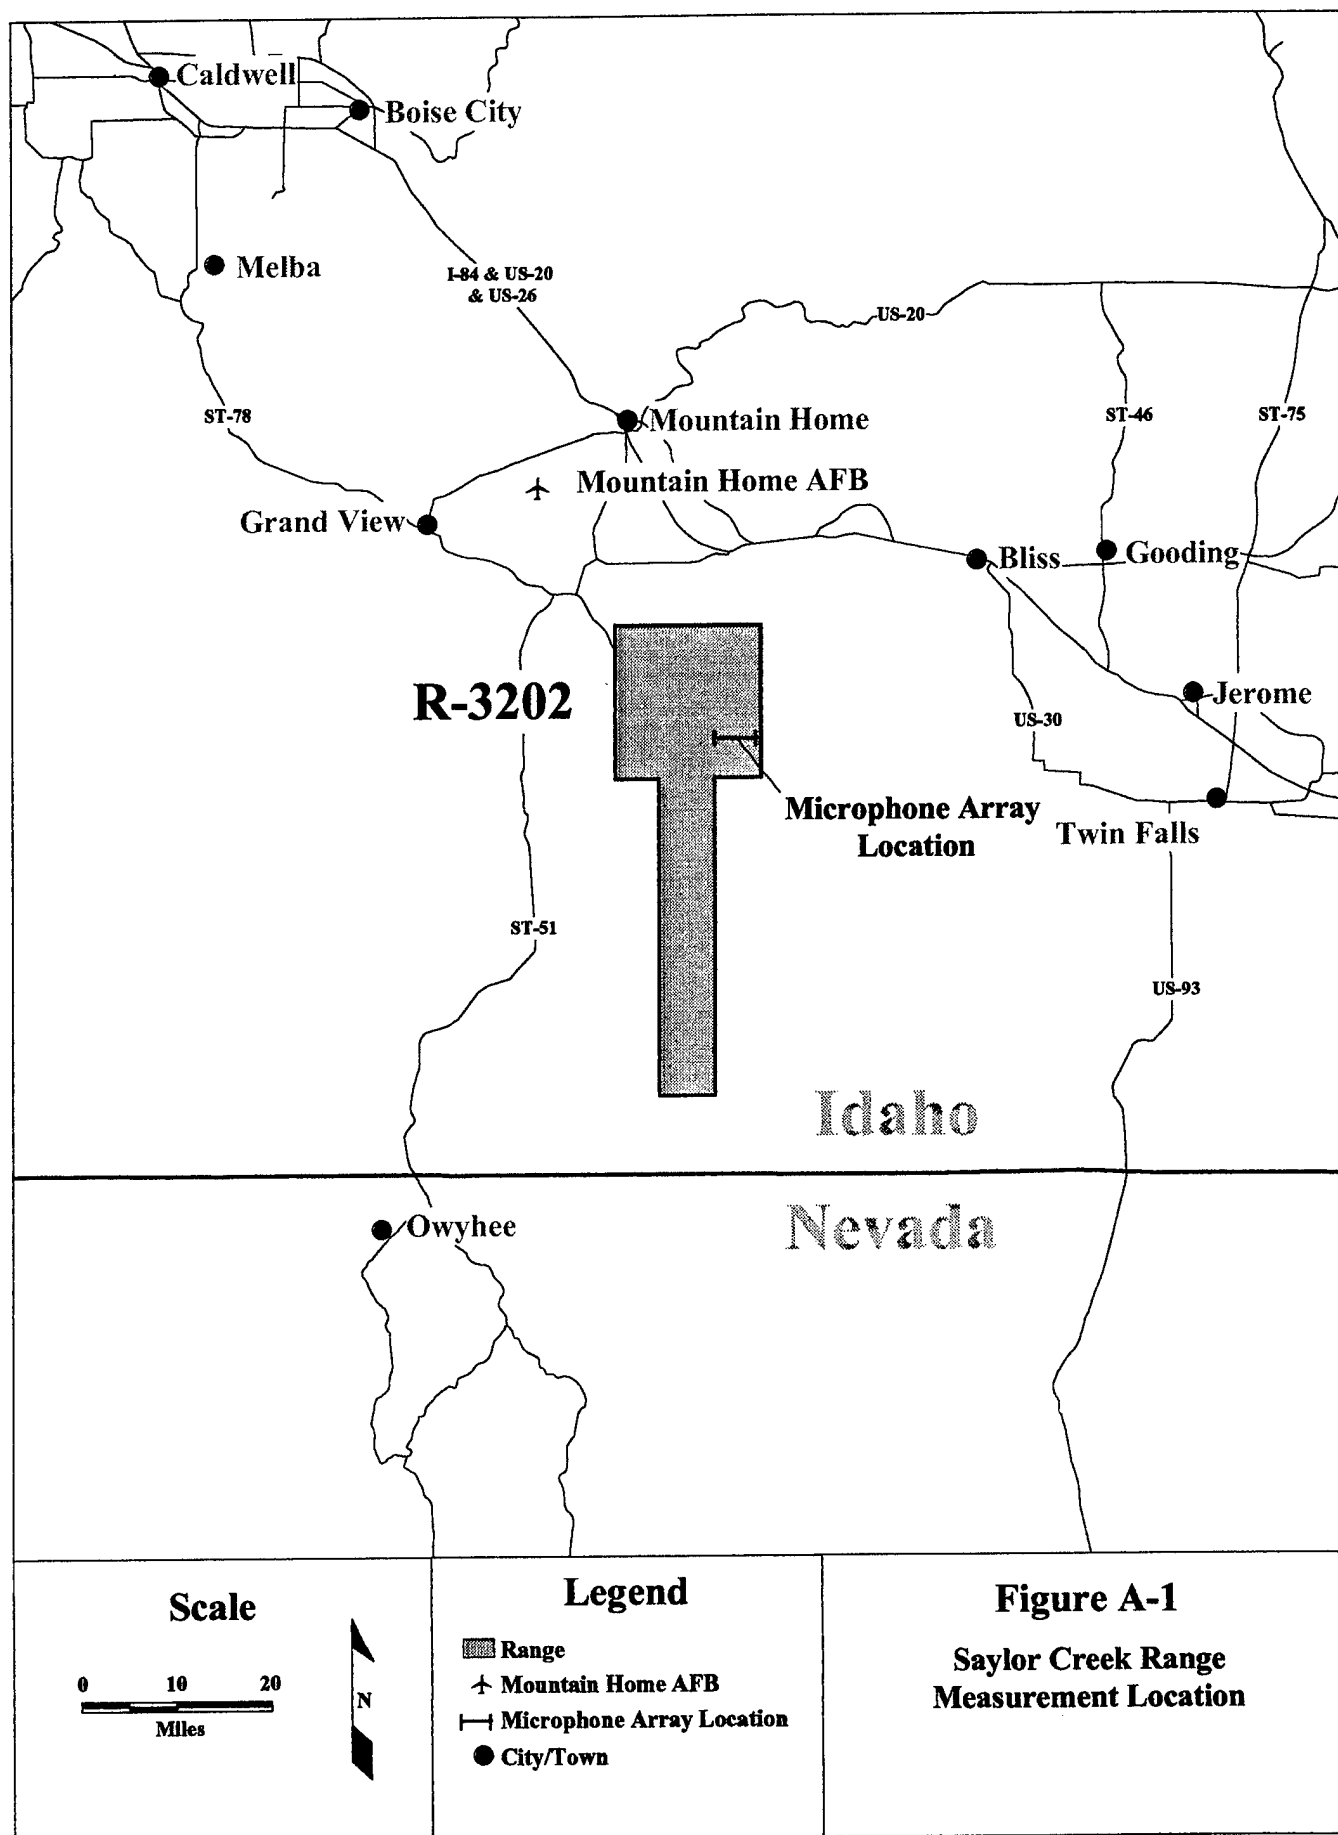 Caldwell
Boise City
Melba
I-84 & US-20
& US-26
US-20
ST-78
Mountain Home
ST-46
ST-75
Mountain Home AFB
Grand View
Bliss
Gooding
R-3202
Jerome
US-30
Microphone Array
Location
Twin Falls
ST-51
US-93
Idaho
Nevada
Owyhee
Scale
0 10 20
Miles
N
Legend
Range
Mountain Home AFB
Microphone Array Location
City/Town
Figure A-1
Saylor Creek Range
Measurement Location